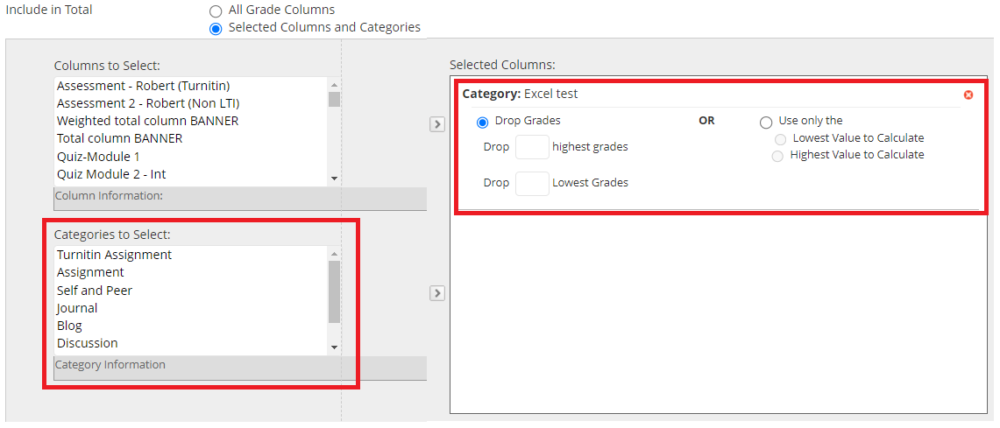 Include in Total
All Grade Columns
Selected Columns and Categories
Columns to Select:
Assessment - Robert (Turnitin)
Assessment 2 - Robert (Non LTI)
Weighted total column BANNER
Total column BANNER
Quiz-Module 1
Quiz Module 2 - Int
Column Information:
Categories to Select:
Turnitin Assignment
Assignment
Self and Peer
Journal
Blog
Discussion
Category Information
Selected Columns:
Category: Excel test
Drop Grades OR Use only the
Drop highest grades Lowest Value to Calculate
Highest Value to Calculate
Drop Lowest Grades